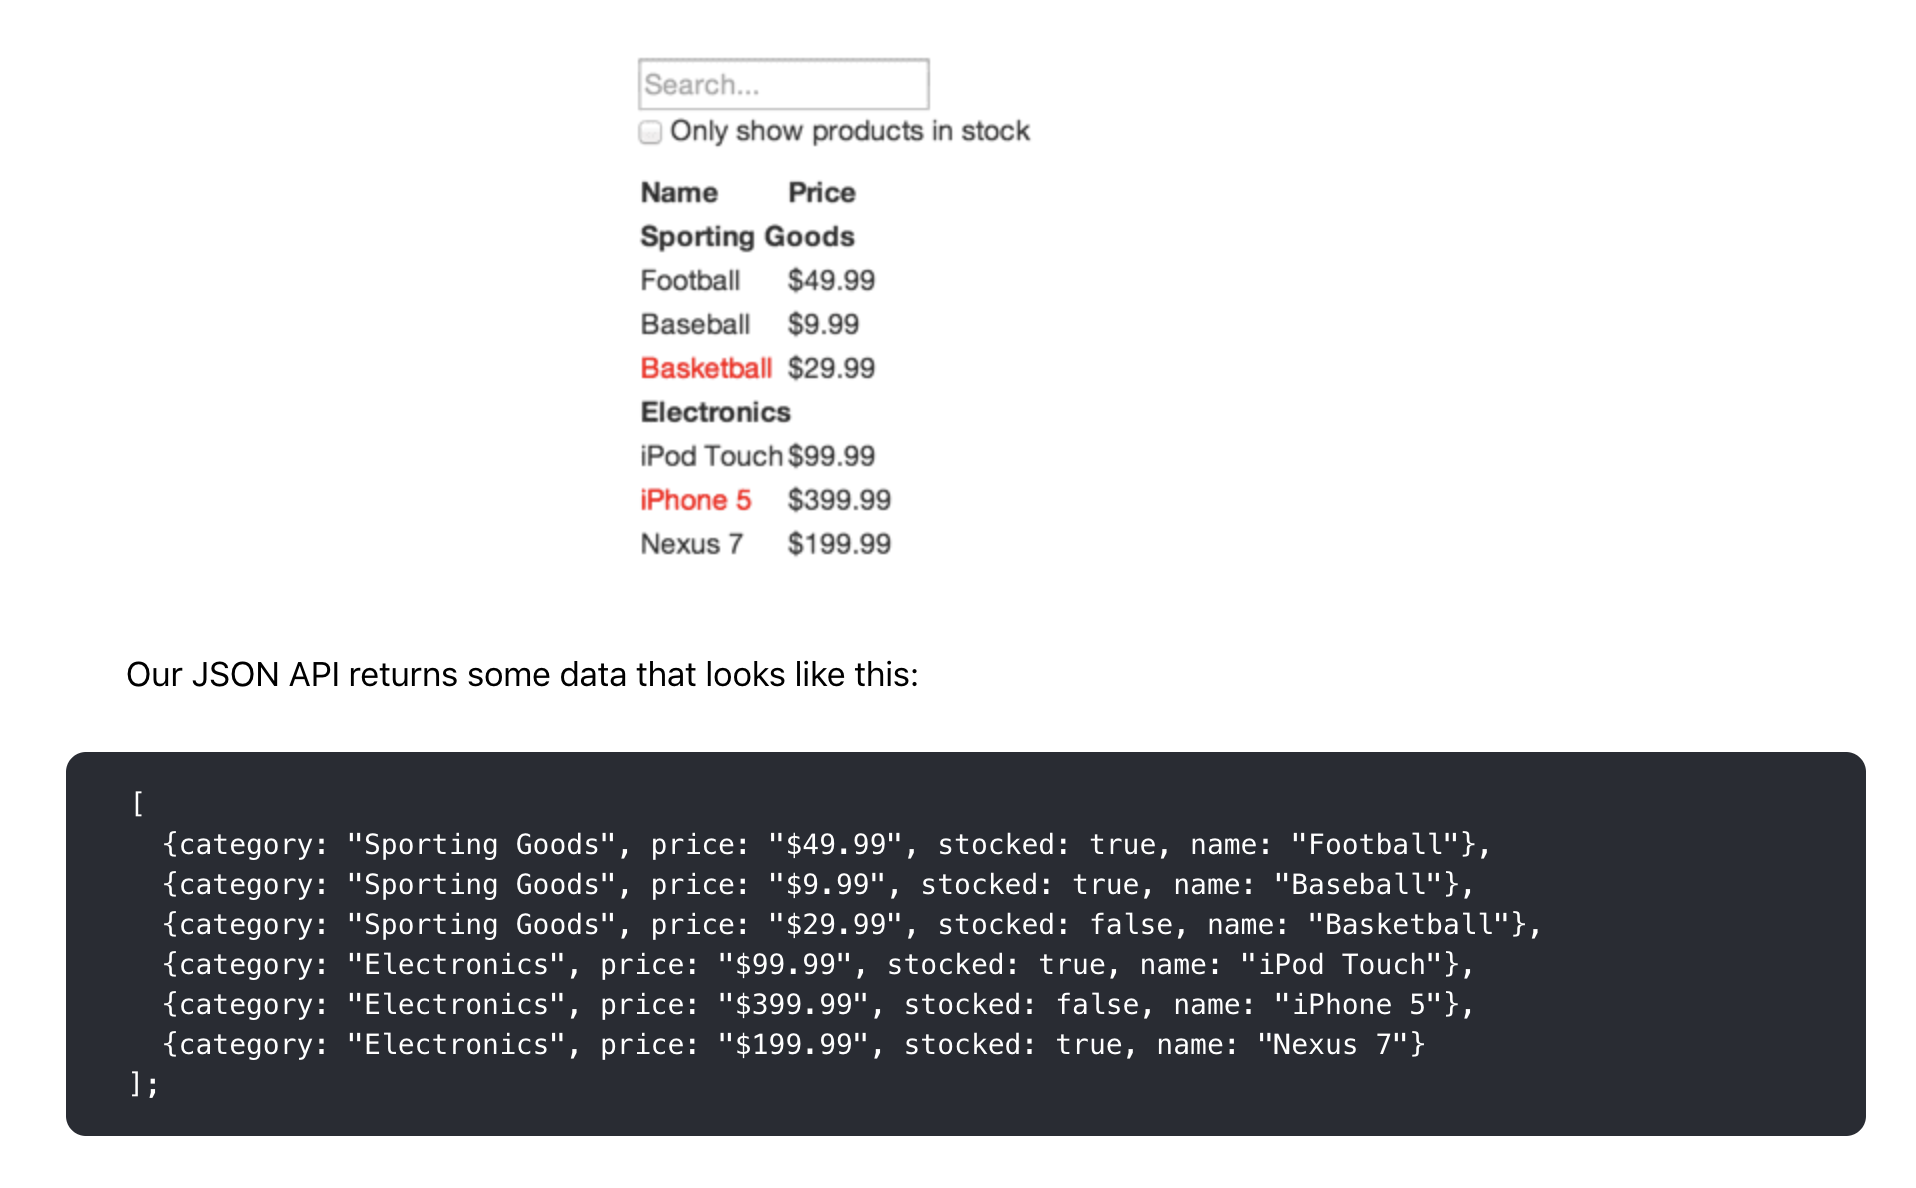 Search...
Only show products in stock
Name Price
Sporting Goods
Football $49.99
Baseball $9.99
Basketball $29.99
Electronics
iPod Touch $99.99
iPhone 5 $399.99
Nexus 7 $199.99
Our JSON API returns some data that looks like this:
[
  {category: "Sporting Goods", price: "$49.99", stocked: true, name: "Football"},
  {category: "Sporting Goods", price: "$9.99", stocked: true, name: "Baseball"},
  {category: "Sporting Goods", price: "$29.99", stocked: false, name: "Basketball"},
  {category: "Electronics", price: "$99.99", stocked: true, name: "iPod Touch"},
  {category: "Electronics", price: "$399.99", stocked: false, name: "iPhone 5"},
  {category: "Electronics", price: "$199.99", stocked: true, name: "Nexus 7"}
];